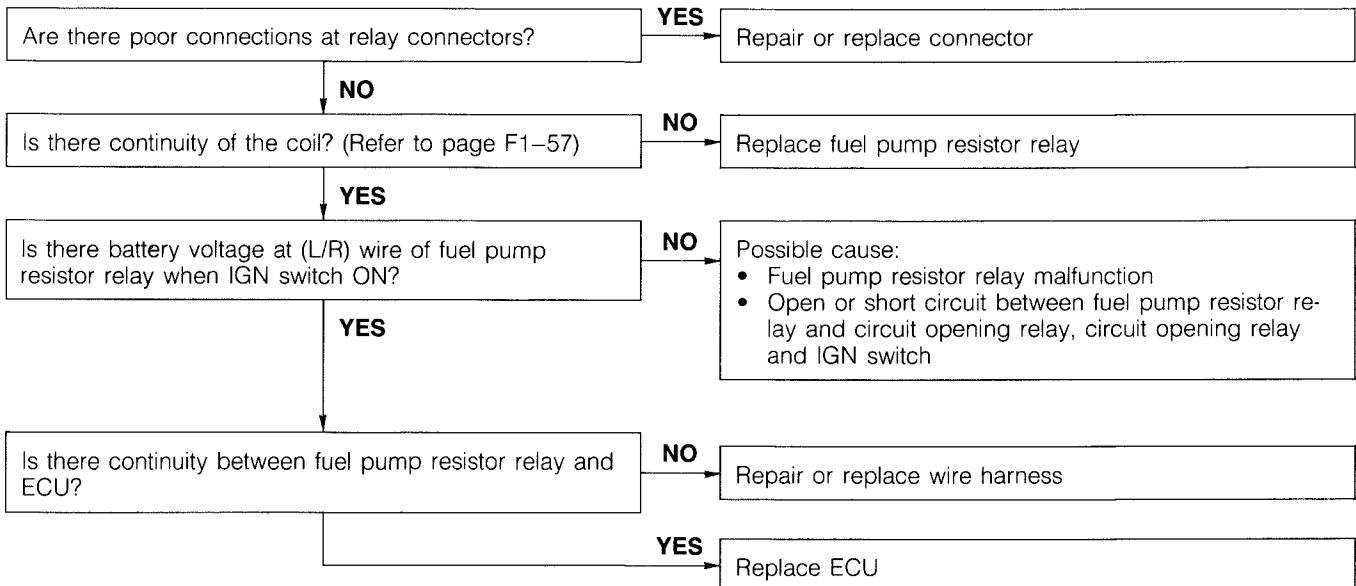 YES
Are there poor connections at relay connectors?
Repair or replace connector
NO
Is there continuity of the coil? (Refer to page F1–57)
NO
Replace fuel pump resistor relay
YES
Is there battery voltage at (L/R) wire of fuel pump
resistor relay when IGN switch ON?
NO
Possible cause:
• Fuel pump resistor relay malfunction
• Open or short circuit between fuel pump resistor re-
lay and circuit opening relay, circuit opening relay
and IGN switch
YES
Is there continuity between fuel pump resistor relay and
ECU?
NO
Repair or replace wire harness
YES
Replace ECU